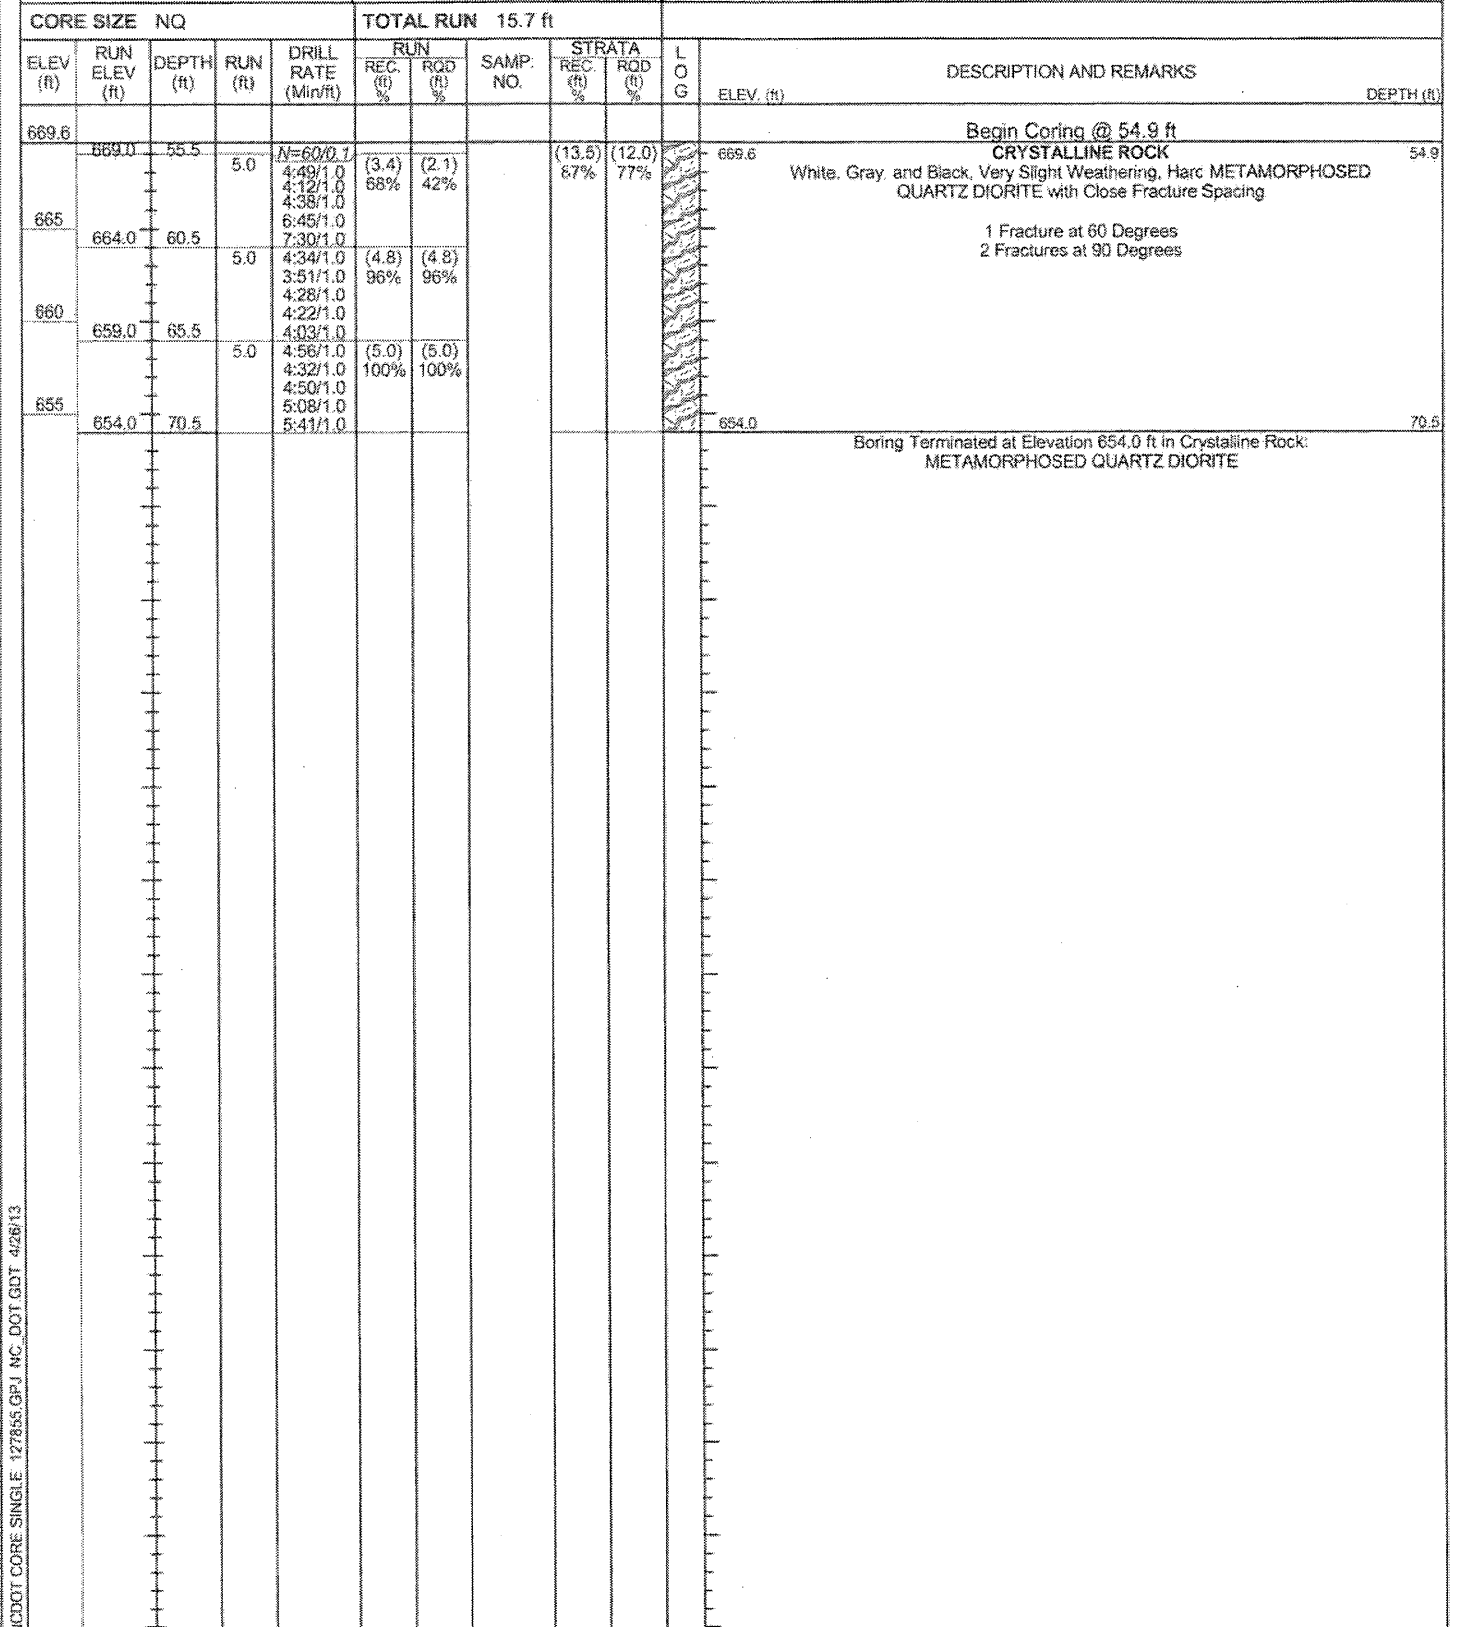 CORE SIZE NQ TOTAL RUN 15.7 ft
ELEV (ft) RUN ELEV (ft) DEPTH (ft) RUN (ft) DRILL RATE (Min/ft) RUN REC. (ft) % RQD (ft) % SAMP. NO. STRATA REC. (ft) % RQD (ft) % LOG DESCRIPTION AND REMARKS
ELEV. (ft) DEPTH (ft)
669.6 Begin Coring @ 54.9 ft
669.0 55.5 N=60/0.1 (13.5) (12.0) 669.6 CRYSTALLINE ROCK 54.9
5.0 4:49/1.0 (3.4) (2.1) 87% 77% White, Gray, and Black, Very Slight Weathering, Hard METAMORPHOSED
4:12/1.0 68% 42% QUARTZ DIORITE with Close Fracture Spacing
4:38/1.0
665 6:45/1.0 1 Fracture at 60 Degrees
664.0 60.5 7:30/1.0 2 Fractures at 90 Degrees
5.0 4:34/1.0 (4.8) (4.8)
3:51/1.0 96% 96%
4:28/1.0
660 4:22/1.0
659.0 65.5 4:03/1.0
5.0 4:56/1.0 (5.0) (5.0)
4:32/1.0 100% 100%
4:50/1.0
655 5:08/1.0
654.0 70.5 5:41/1.0 654.0 70.5
Boring Terminated at Elevation 654.0 ft in Crystalline Rock:
METAMORPHOSED QUARTZ DIORITE
CORE SINGLE 127855.GPJ NC_DOT.GDT 4/26/13